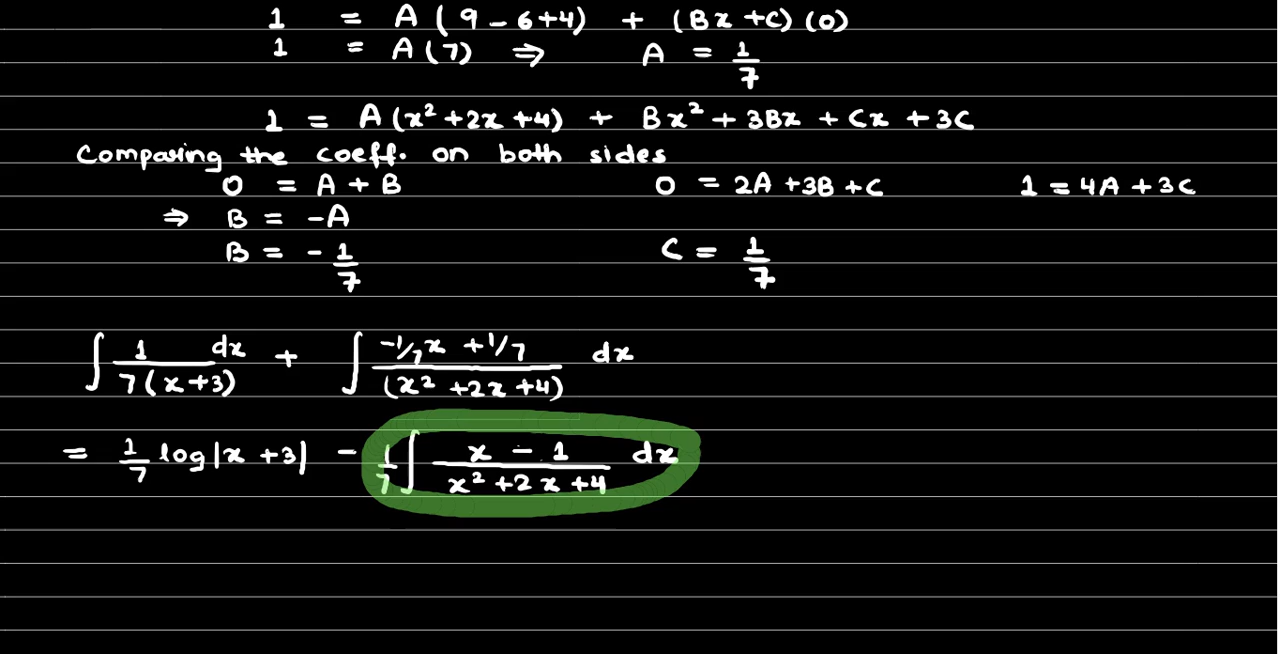 1 = A ( 9 - 6+4) + (Bx +C) (0)
1 = A (7) ⇒ A = 1/7
1 = A (x² +2x +4) + Bx² + 3Bx + Cx + 3C
Comparing the coeff. on both sides
0 = A + B 0 = 2A +3B +C 1 = 4A + 3C
⇒ B = -A
B = - 1/7 C = 1/7
∫ 1 dx / 7(x+3) + ∫ (-1/7 x + 1/7) / (x² +2x +4) dx
= 1/7 log|x +3| - 1/7 ∫ (x - 1) / (x² +2x +4) dx